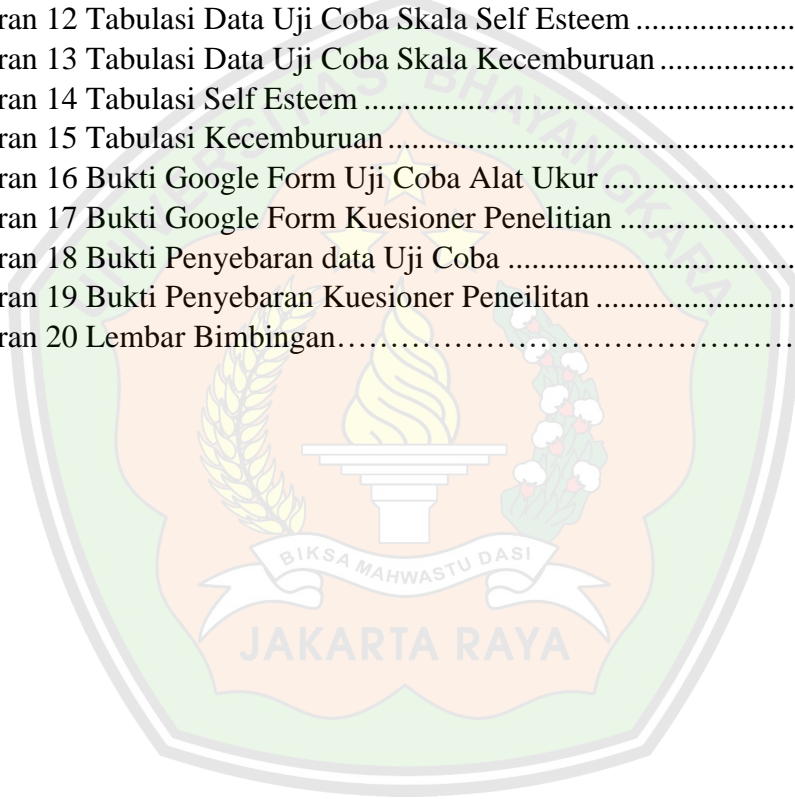 ran 12 Tabulasi Data Uji Coba Skala Self Esteem ....................
ran 13 Tabulasi Data Uji Coba Skala Kecemburuan .................
ran 14 Tabulasi Self Esteem ......................................................
ran 15 Tabulasi Kecemburuan ...................................................
ran 16 Bukti Google Form Uji Coba Alat Ukur ........................
ran 17 Bukti Google Form Kuesioner Penelitian ......................
ran 18 Bukti Penyebaran data Uji Coba ....................................
ran 19 Bukti Penyebaran Kuesioner Peneilitan .........................
ran 20 Lembar Bimbingan……………………………………
UNIVERSITAS BHAYANGKARA
BIKSA MAHWASTU DASI
JAKARTA RAYA